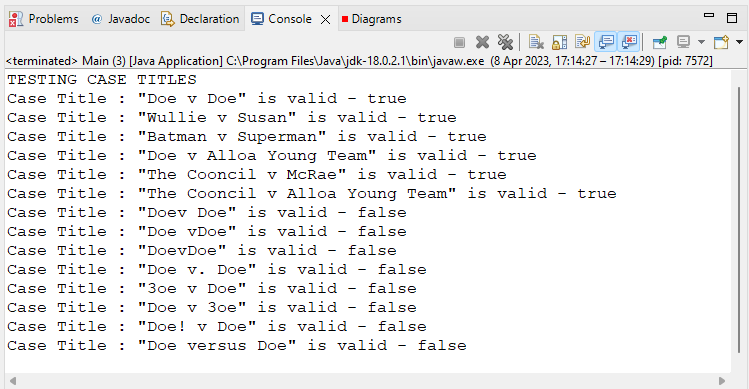 Problems @ Javadoc Declaration Console Diagrams
<terminated> Main (3) [Java Application] C:\Program Files\Java\jdk-18.0.2.1\bin\javaw.exe (8 Apr 2023, 17:14:27 – 17:14:29) [pid: 7572]
TESTING CASE TITLES
Case Title : "Doe v Doe" is valid - true
Case Title : "Wullie v Susan" is valid - true
Case Title : "Batman v Superman" is valid - true
Case Title : "Doe v Alloa Young Team" is valid - true
Case Title : "The Cooncil v McRae" is valid - true
Case Title : "The Cooncil v Alloa Young Team" is valid - true
Case Title : "Doev Doe" is valid - false
Case Title : "Doe vDoe" is valid - false
Case Title : "DoevDoe" is valid - false
Case Title : "Doe v. Doe" is valid - false
Case Title : "3oe v Doe" is valid - false
Case Title : "Doe v 3oe" is valid - false
Case Title : "Doe! v Doe" is valid - false
Case Title : "Doe versus Doe" is valid - false